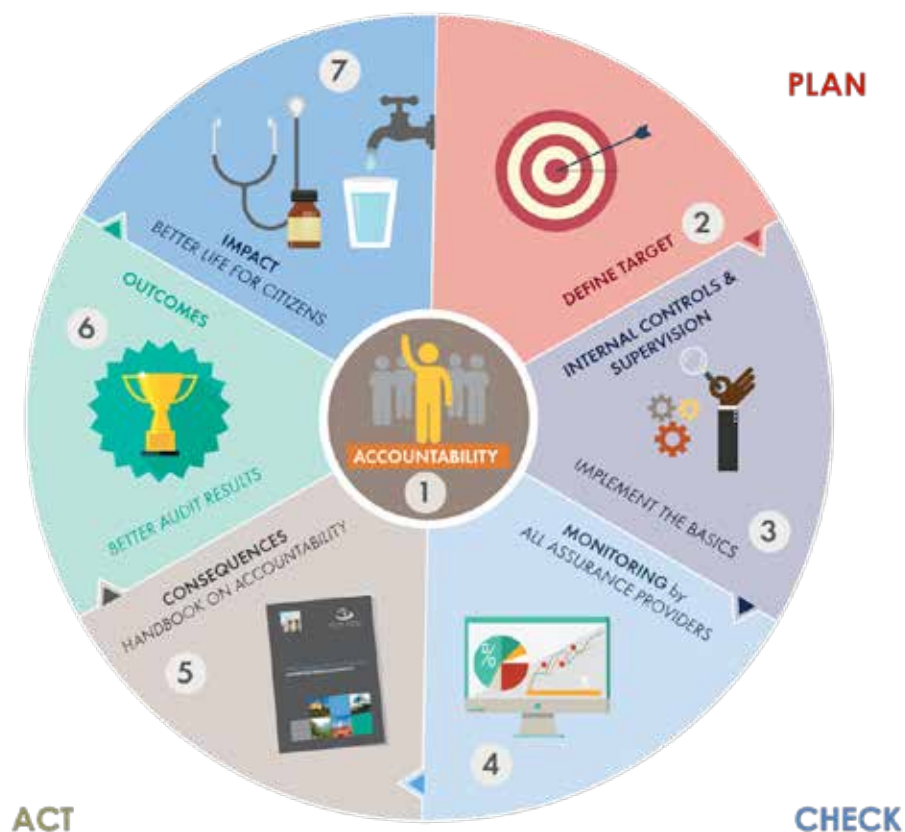 PLAN
7
IMPACT
BETTER LIFE FOR CITIZENS
2
DEFINE TARGET
INTERNAL CONTROLS &
SUPERVISION
IMPLEMENT THE BASICS
3
MONITORING by
ALL ASSURANCE PROVIDERS
4
CONSEQUENCES
HANDBOOK ON ACCOUNTABILITY
5
OUTCOMES
6
BETTER AUDIT RESULTS
ACCOUNTABILITY
1
ACT
CHECK